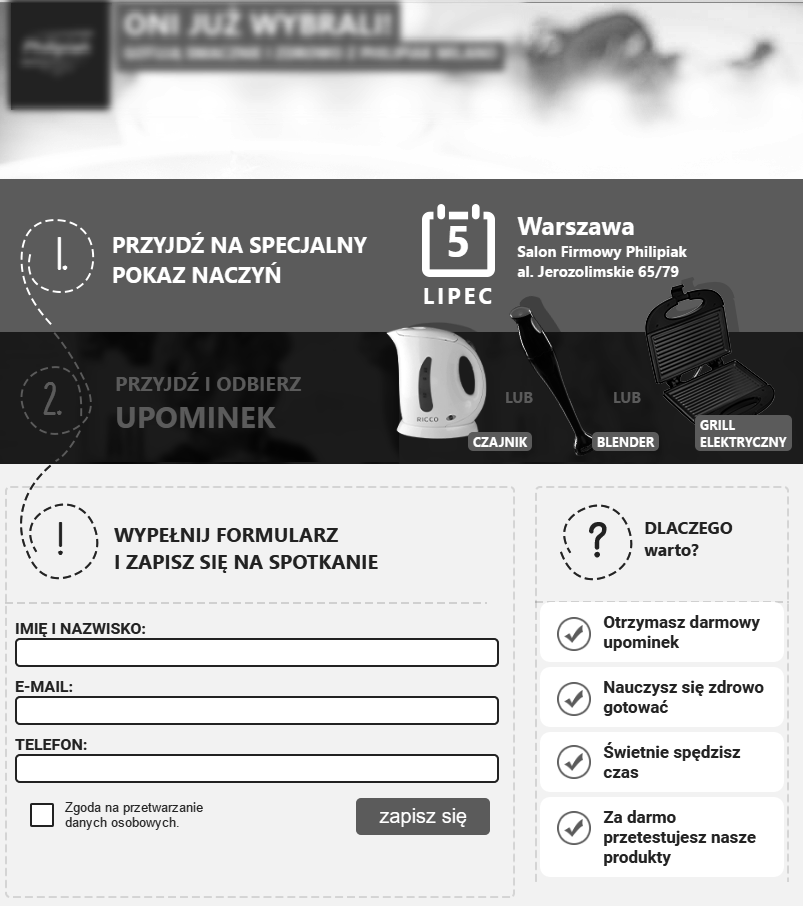 Philipiak
ONI JUŻ WYBRALI!
GOTUJĄ SMACZNIE I ZDROWO Z PHILIPIAK MILANO
1.
PRZYJDŹ NA SPECJALNY
POKAZ NACZYŃ
5
LIPEC
Warszawa
Salon Firmowy Philipiak
al. Jerozolimskie 65/79
2.
PRZYJDŹ I ODBIERZ
UPOMINEK
RICCO
CZAJNIK
LUB
BLENDER
LUB
GRILL
ELEKTRYCZNY
!
WYPEŁNIJ FORMULARZ
I ZAPISZ SIĘ NA SPOTKANIE
IMIĘ I NAZWISKO:
E-MAIL:
TELEFON:
Zgoda na przetwarzanie
danych osobowych.
zapisz się
?
DLACZEGO
warto?
Otrzymasz darmowy
upominek
Nauczysz się zdrowo
gotować
Świetnie spędzisz
czas
Za darmo
przetestujesz nasze
produkty